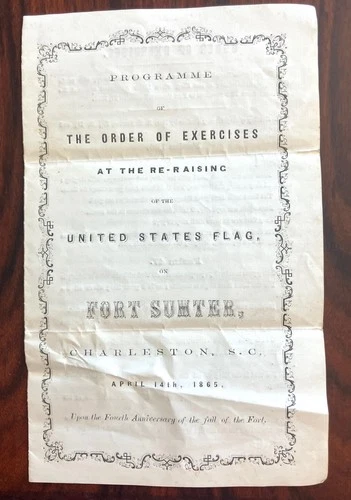 PROGRAMME
OF
THE ORDER OF EXERCISES
AT THE RE-RAISING
OF THE
UNITED STATES FLAG,
ON
FORT SUMTER,
CHARLESTON, S. C.
APRIL 14th, 1865,
Upon the Fourth Anniversary of the fall of the Fort.